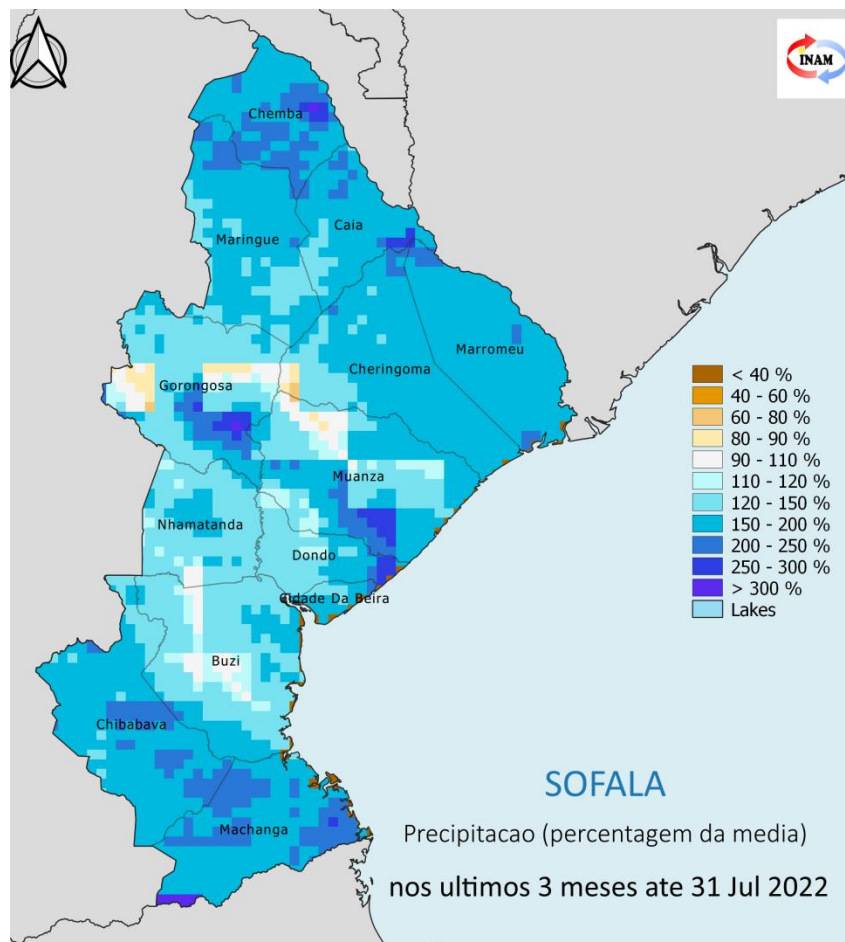 INAM
Chemba
Caia
Maringue
Marromeu
Cheringoma
Gorongosa
Muanza
Nhamatanda
Dondo
Cidade Da Beira
Buzi
Chibabava
Machanga
< 40 %
40 - 60 %
60 - 80 %
80 - 90 %
90 - 110 %
110 - 120 %
120 - 150 %
150 - 200 %
200 - 250 %
250 - 300 %
> 300 %
Lakes
SOFALA
Precipitacao (percentagem da media)
nos ultimos 3 meses ate 31 Jul 2022